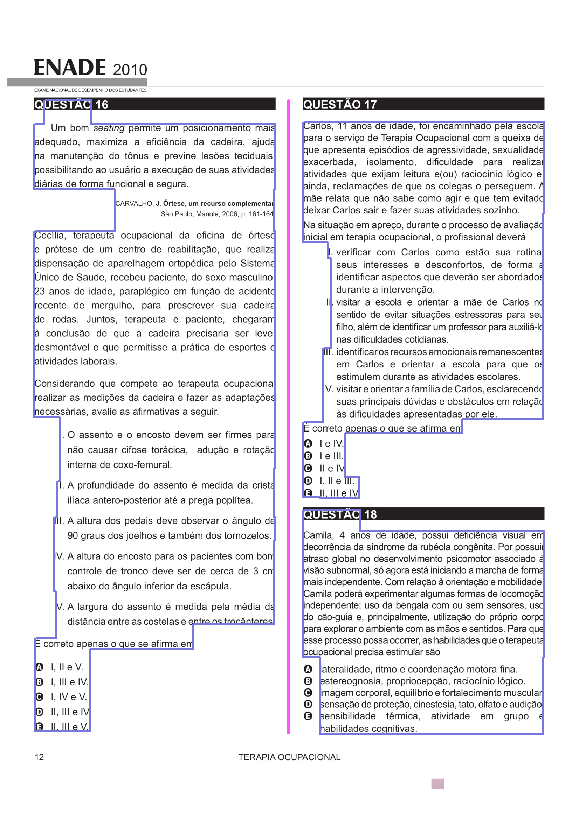 ENADE 2010
EXAME NACIONAL DE DESEMPENHO DOS ESTUDANTES
QUESTÃO 16
Um bom seating permite um posicionamento mais
adequado, maximiza a eficiência da cadeira, ajuda
na manutenção do tônus e previne lesões teciduais,
possibilitando ao usuário a execução de suas atividades
diárias de forma funcional e segura.
CARVALHO, J. Órtese, um recurso complementar.
São Paulo, Manole, 2006, p. 161-164.
Cecília, terapeuta ocupacional da oficina de órtese
e prótese de um centro de reabilitação, que realiza
dispensação de aparelhagem ortopédica pelo Sistema
Único de Saúde, recebeu paciente, do sexo masculino,
23 anos de idade, paraplégico em função de acidente
recente de mergulho, para prescrever sua cadeira
de rodas. Juntos, terapeuta e paciente, chegaram
à conclusão de que a cadeira precisaria ser leve,
desmontável e que permitisse a prática de esportes e
atividades laborais.
Considerando que compete ao terapeuta ocupacional
realizar as medições da cadeira e fazer as adaptações
necessárias, avalie as afirmativas a seguir.
I. O assento e o encosto devem ser firmes para
não causar cifose torácica, adução e rotação
interna de coxo-femural.
II. A profundidade do assento é medida da crista
ilíaca antero-posterior até a prega poplítea.
III. A altura dos pedais deve observar o ângulo de
90 graus dos joelhos e também dos tornozelos.
IV. A altura do encosto para os pacientes com bom
controle de tronco deve ser de cerca de 3 cm
abaixo do ângulo inferior da escápula.
V. A largura do assento é medida pela média da
distância entre as costelas e entre os trocânteres.
É correto apenas o que se afirma em
A I, II e V.
B I, III e IV.
C I, IV e V.
D II, III e IV.
E II, III e V.
QUESTÃO 17
Carlos, 11 anos de idade, foi encaminhado pela escola
para o serviço de Terapia Ocupacional com a queixa de
que apresenta episódios de agressividade, sexualidade
exacerbada, isolamento, dificuldade para realizar
atividades que exijam leitura e(ou) raciocínio lógico e,
ainda, reclamações de que os colegas o perseguem. A
mãe relata que não sabe como agir e que tem evitado
deixar Carlos sair e fazer suas atividades sozinho.
Na situação em apreço, durante o processo de avaliação
inicial em terapia ocupacional, o profissional deverá
I. verificar com Carlos como estão sua rotina,
seus interesses e desconfortos, de forma a
identificar aspectos que deverão ser abordados
durante a intervenção.
II. visitar a escola e orientar a mãe de Carlos no
sentido de evitar situações estressoras para seu
filho, além de identificar um professor para auxiliá-lo
nas dificuldades cotidianas.
III. identificar os recursos emocionais remanescentes
em Carlos e orientar a escola para que os
estimulem durante as atividades escolares.
IV. visitar e orientar a família de Carlos, esclarecendo
suas principais dúvidas e obstáculos em relação
às dificuldades apresentadas por ele.
É correto apenas o que se afirma em
A I e IV.
B I e III.
C II e IV.
D I, II e III.
E II, III e IV.
QUESTÃO 18
Camila, 4 anos de idade, possui deficiência visual em
decorrência da síndrome da rubéola congênita. Por possuir
atraso global no desenvolvimento psicomotor associado à
visão subnormal, só agora está iniciando a marcha de forma
mais independente. Com relação à orientação e mobilidade,
Camila poderá experimentar algumas formas de locomoção
independente: uso da bengala com ou sem sensores, uso
do cão-guia e, principalmente, utilização do próprio corpo
para explorar o ambiente com as mãos e sentidos. Para que
esse processo possa ocorrer, as habilidades que o terapeuta
ocupacional precisa estimular são
A lateralidade, ritmo e coordenação motora fina.
B estereognosia, propriocepção, raciocínio lógico.
C imagem corporal, equilíbrio e fortalecimento muscular.
D sensação de proteção, cinestesia, tato, olfato e audição.
E sensibilidade térmica, atividade em grupo e
habilidades cognitivas.
12
TERAPIA OCUPACIONAL